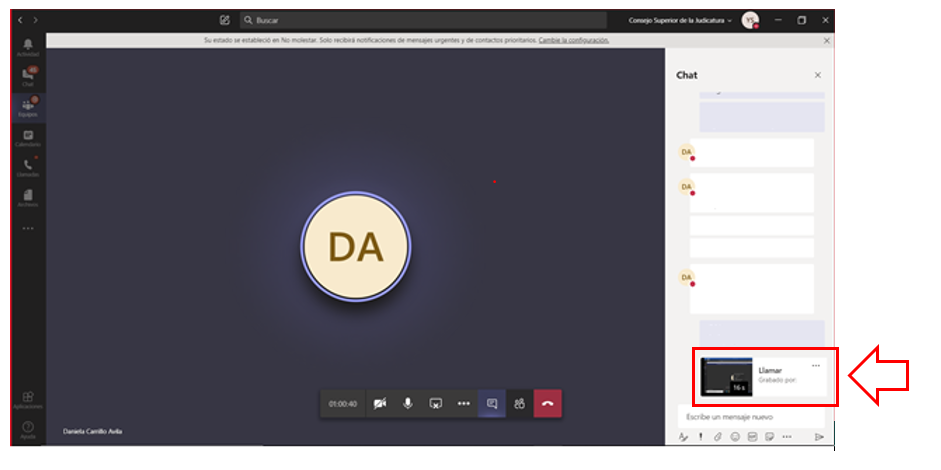 Buscar
Consejo Superior de la Judicatura
YS
Su estado se estableció en No molestar. Solo recibirá notificaciones de mensajes urgentes y de contactos prioritarios. Cambie la configuración.
Actividad
Chat
Equipos
Calendario
Llamadas
Archivos
Aplicaciones
Ayuda
DA
01:00:40
Daniela Carrillo Avila
Chat
DA
DA
DA
16 s
Llamar
Grabado por:
Escribe un mensaje nuevo